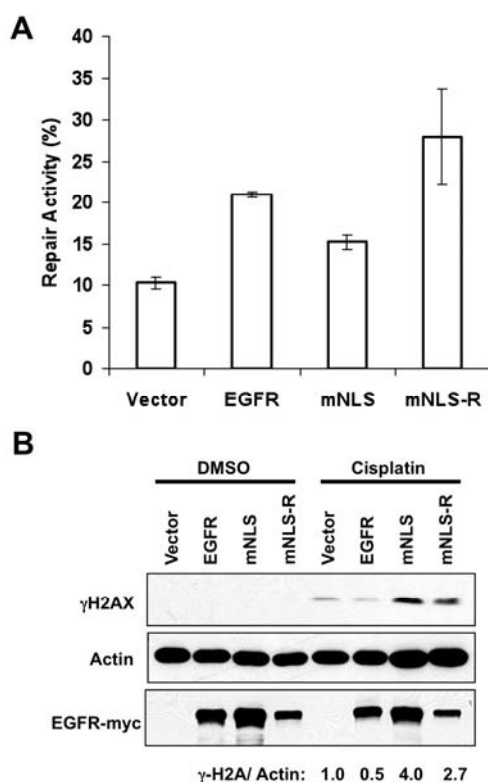 A
Repair Activity (%)
40
35
30
25
20
15
10
5
0
Vector EGFR mNLS mNLS-R
B
DMSO Cisplatin
Vector EGFR mNLS mNLS-R Vector EGFR mNLS mNLS-R
γH2AX
Actin
EGFR-myc
γ-H2A/ Actin: 1.0 0.5 4.0 2.7